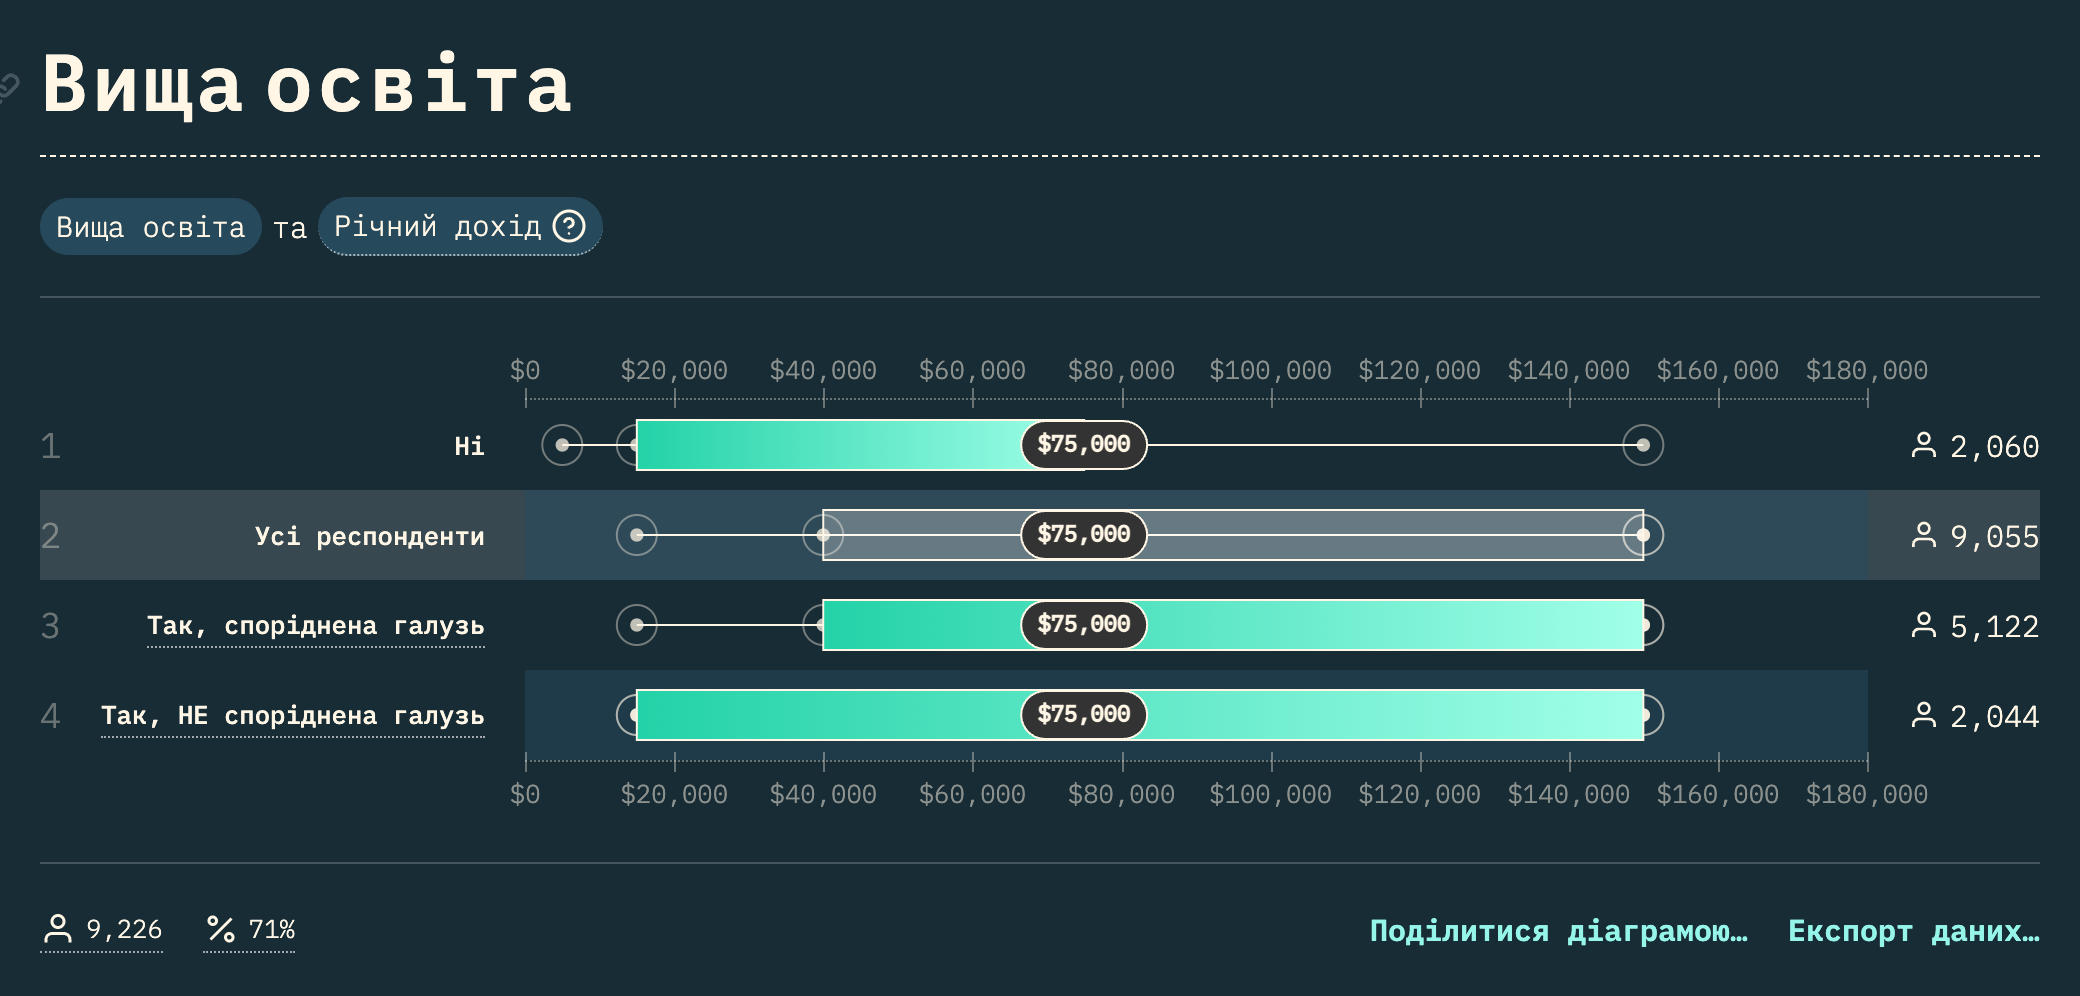 Вища освіта
Вища освіта та Річний дохід ?
$0 $20,000 $40,000 $60,000 $80,000 $100,000 $120,000 $140,000 $160,000 $180,000
1 Ні $75,000 2,060
2 Усі респонденти $75,000 9,055
3 Так, споріднена галузь $75,000 5,122
4 Так, НЕ споріднена галузь $75,000 2,044
$0 $20,000 $40,000 $60,000 $80,000 $100,000 $120,000 $140,000 $160,000 $180,000
9,226 % 71% Поділитися діаграмою… Експорт даних…